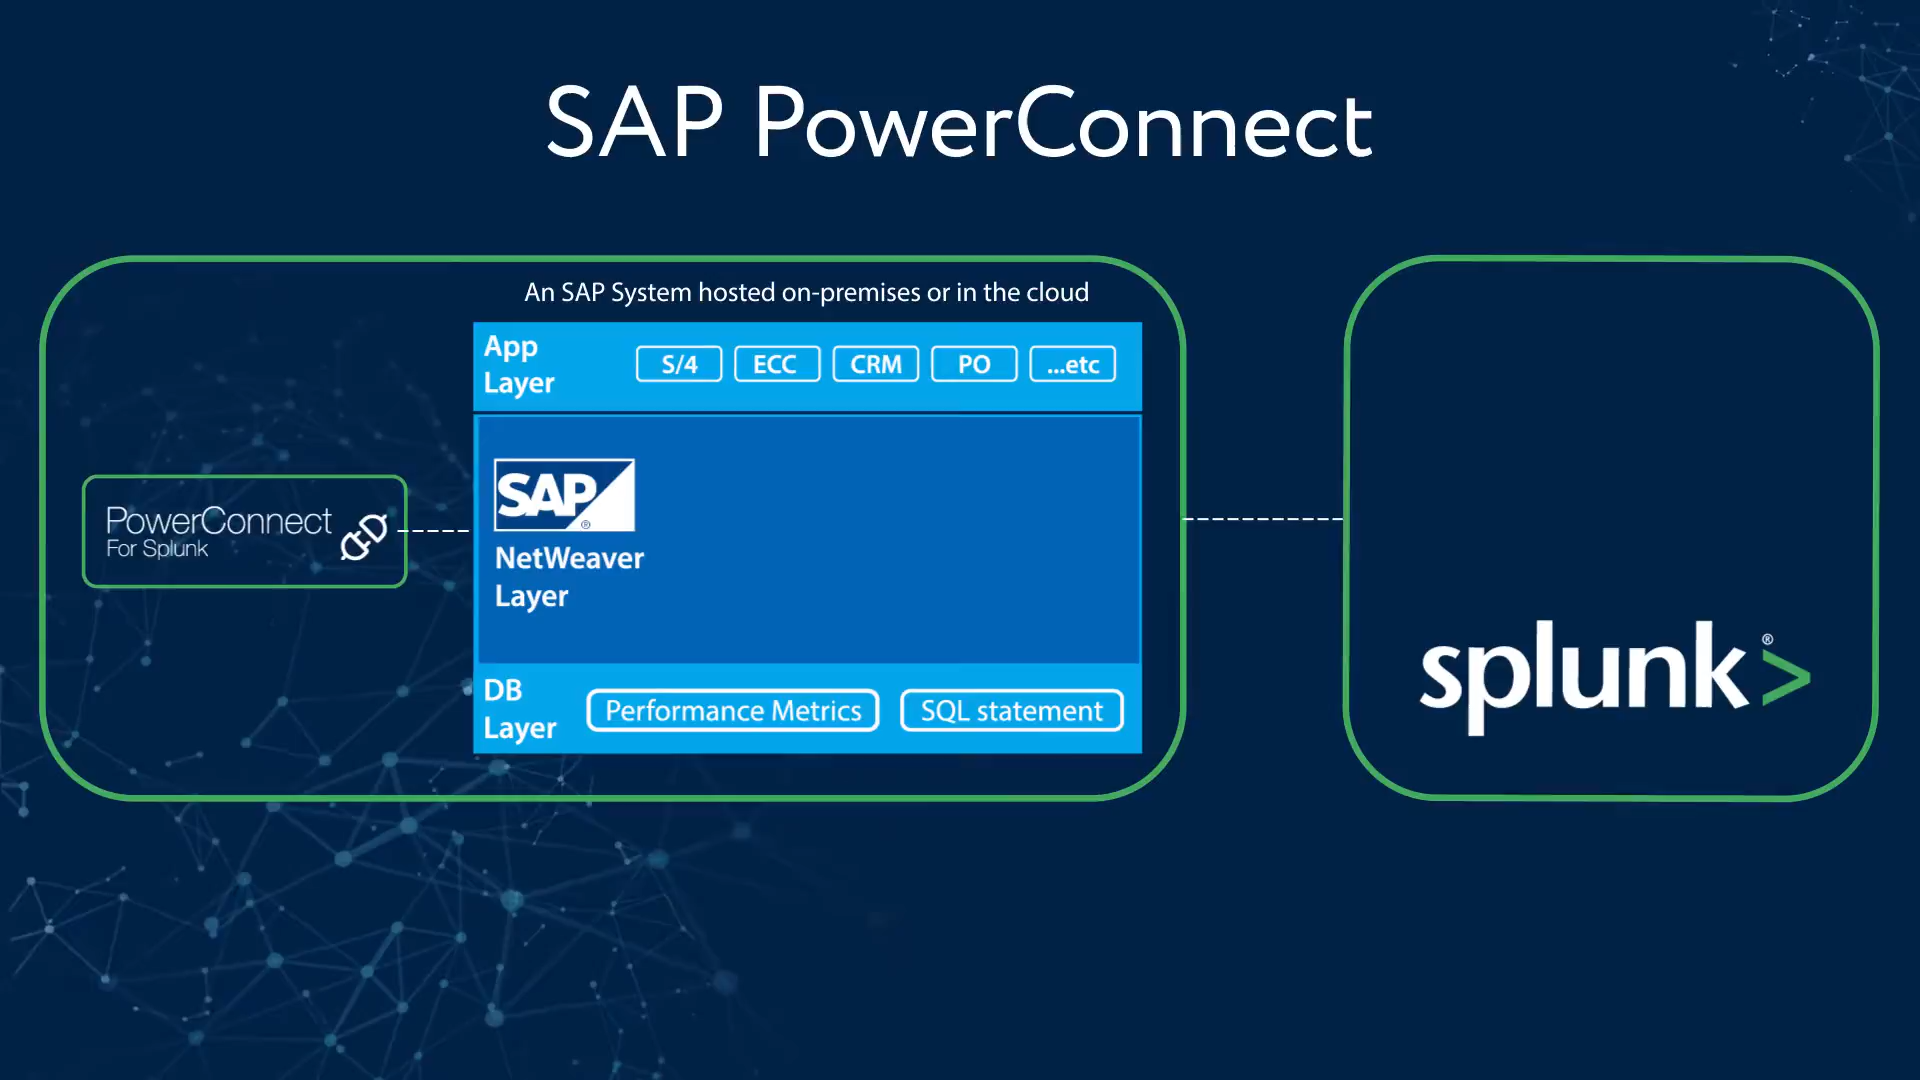 SAP PowerConnect
An SAP System hosted on-premises or in the cloud
App
Layer
S/4
ECC
CRM
PO
...etc
PowerConnect
For Splunk
SAP®
NetWeaver
Layer
DB
Layer
Performance Metrics
SQL statement
splunk®>